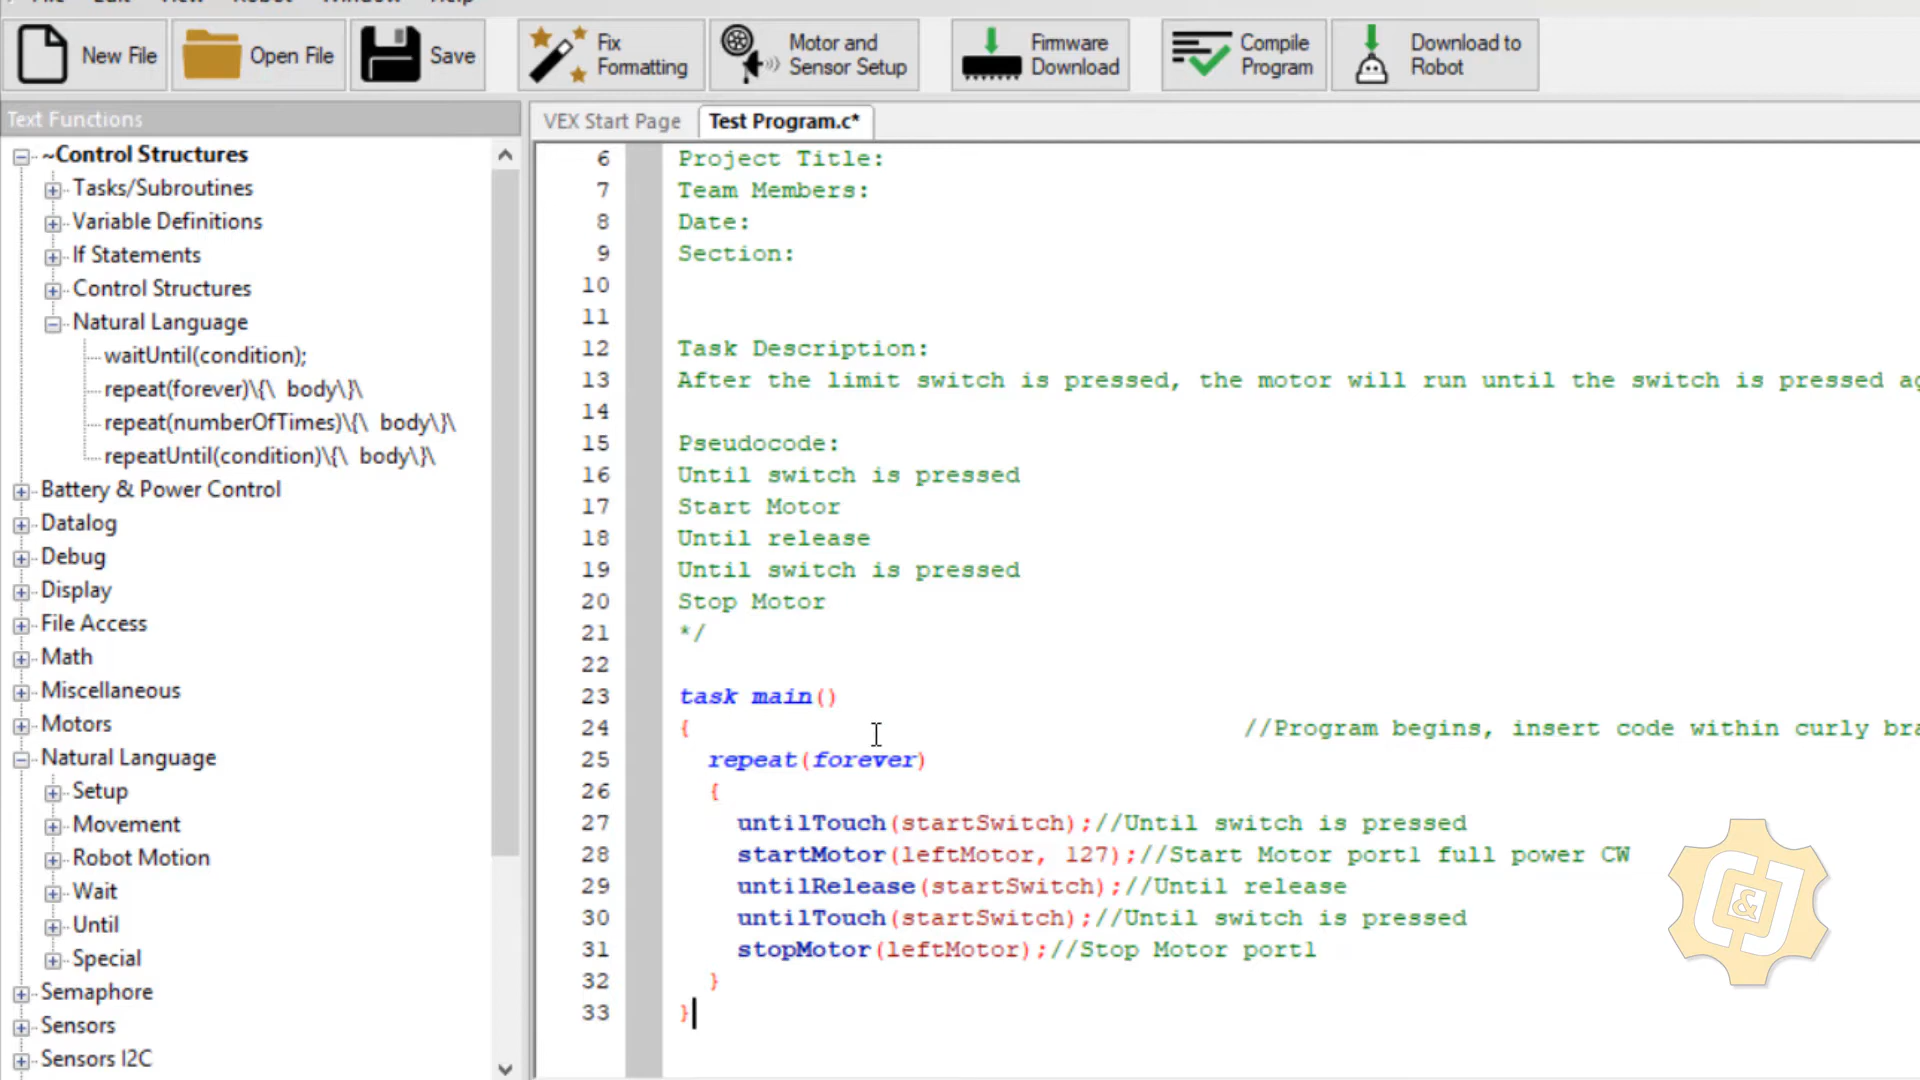 New File
Open File
Save
Fix Formatting
Motor and Sensor Setup
Firmware Download
Compile Program
Download to Robot
Text Functions
~Control Structures
Tasks/Subroutines
Variable Definitions
If Statements
Control Structures
Natural Language
waitUntil(condition);
repeat(forever)\{\ body\}\
repeat(numberOfTimes)\{\ body\}\
repeatUntil(condition)\{\ body\}\
Battery & Power Control
Datalog
Debug
Display
File Access
Math
Miscellaneous
Motors
Natural Language
Setup
Movement
Robot Motion
Wait
Until
Special
Semaphore
Sensors
Sensors I2C
VEX Start Page
Test Program.c*
6 Project Title:
7 Team Members:
8 Date:
9 Section:
10
11
12 Task Description:
13 After the limit switch is pressed, the motor will run until the switch is pressed
14
15 Pseudocode:
16 Until switch is pressed
17 Start Motor
18 Until release
19 Until switch is pressed
20 Stop Motor
21 */
22
23 task main()
24 { //Program begins, insert code within curly
25 repeat(forever)
26 {
27 untilTouch(startSwitch);//Until switch is pressed
28 startMotor(leftMotor, 127);//Start Motor port1 full power CW
29 untilRelease(startSwitch);//Until release
30 untilTouch(startSwitch);//Until switch is pressed
31 stopMotor(leftMotor);//Stop Motor port1
32 }
33 }